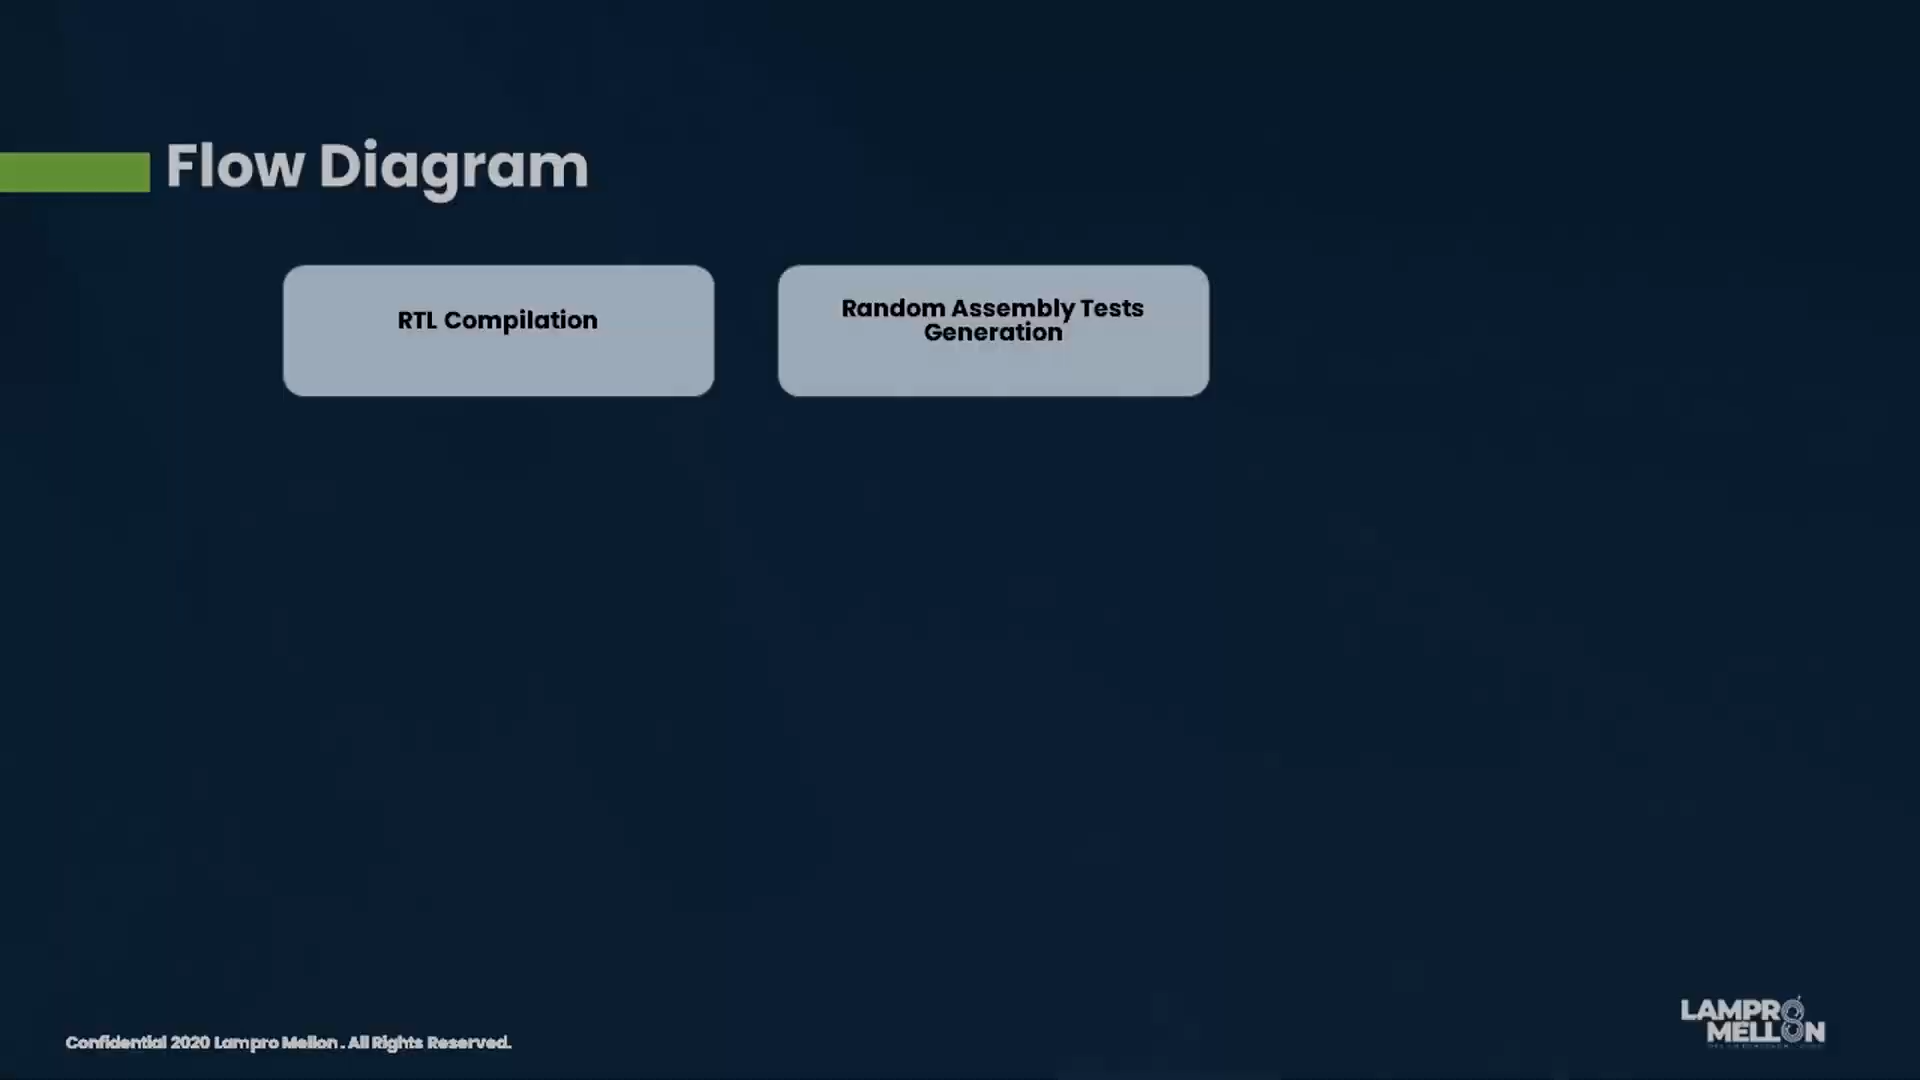 Flow Diagram
RTL Compilation
Random Assembly Tests
Generation
Confidential 2020 Lampro Mellon. All Rights Reserved.
LAMPRO
MELLON